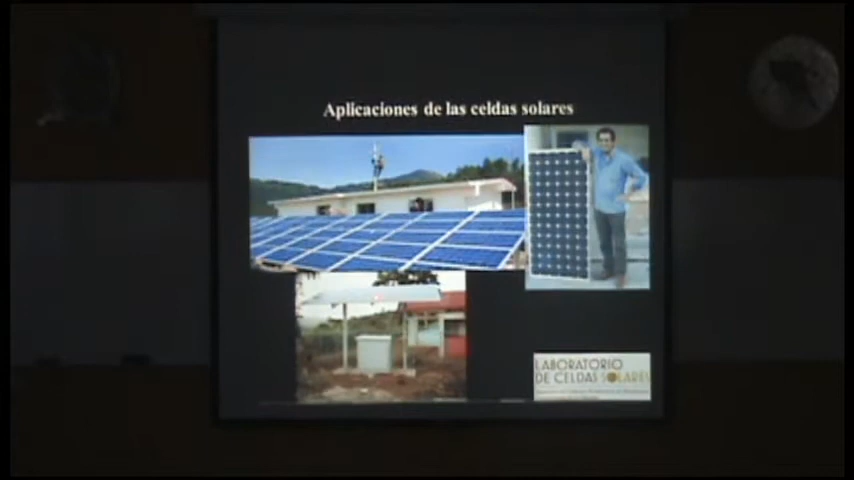 Aplicaciones de las celdas solares
LABORATORIO
DE CELDAS SOLARES